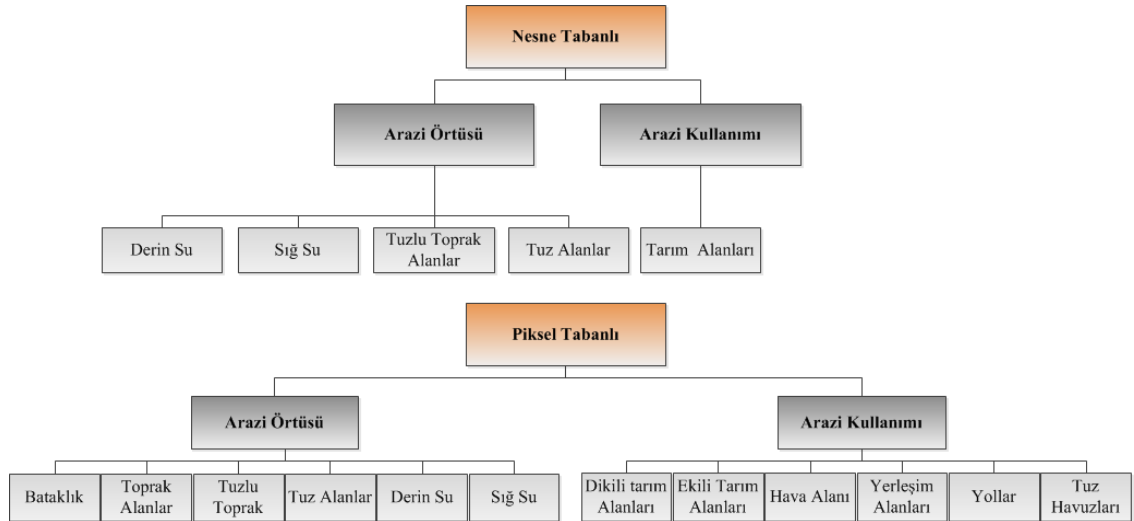 Nesne Tabanlı
Arazi Örtüsü
Arazi Kullanımı
Derin Su
Sığ Su
Tuzlu Toprak
Alanlar
Tuz Alanlar
Tarım Alanları
Piksel Tabanlı
Arazi Örtüsü
Arazi Kullanımı
Bataklık
Toprak
Alanlar
Tuzlu
Toprak
Tuz Alanlar
Derin Su
Sığ Su
Dikili tarım
Alanları
Ekili Tarım
Alanları
Hava Alanı
Yerleşim
Alanları
Yollar
Tuz
Havuzları